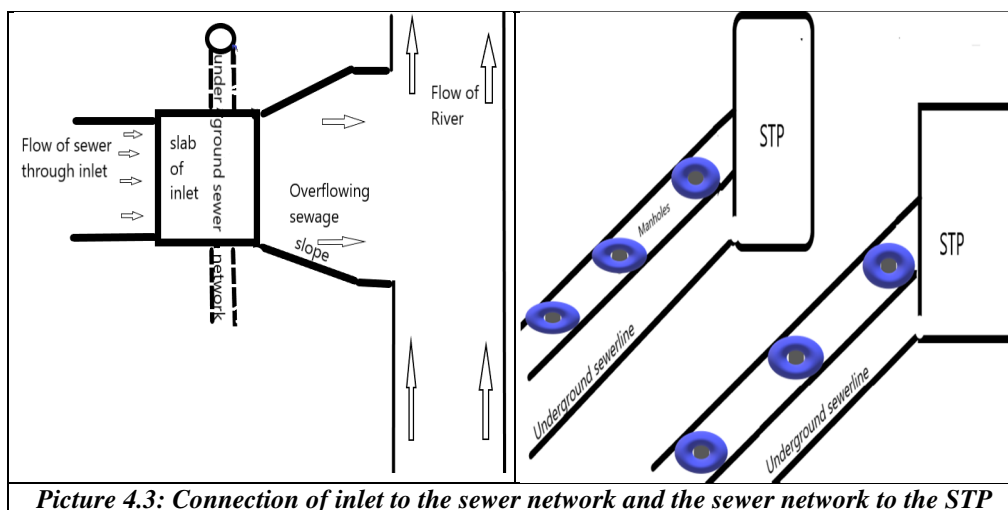 under ground sewer network
Flow of sewer
through inlet
slab
of
inlet
Overflowing
sewage
slope
Flow of
River
STP
Manholes
Underground sewerline
STP
Underground sewerline
Picture 4.3: Connection of inlet to the sewer network and the sewer network to the STP